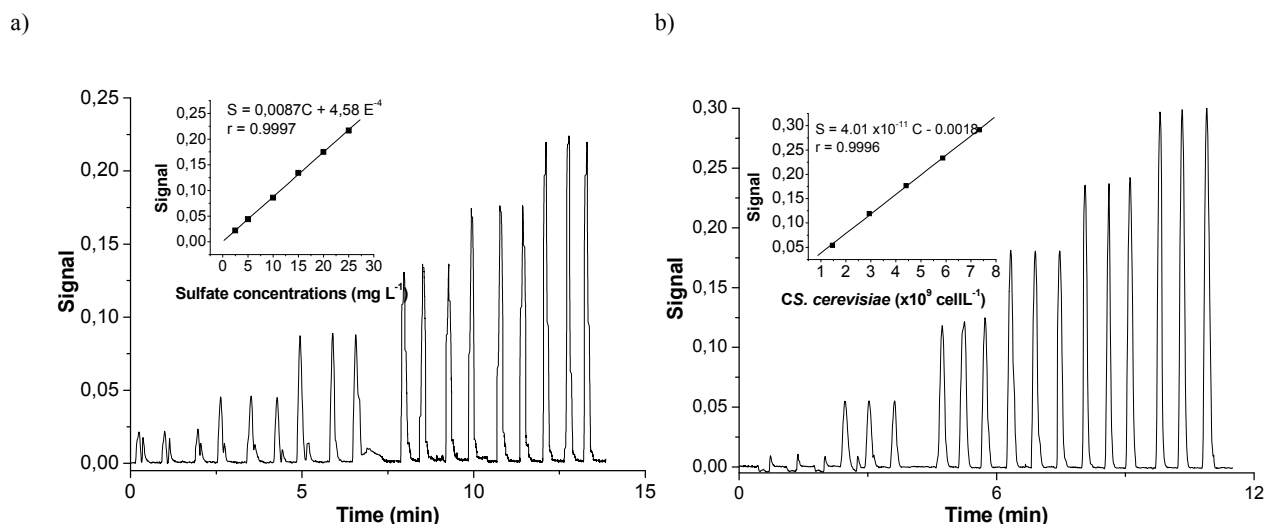 a)
b)
0,25
0,20
0,15
0,10
0,05
0,00
Signal
0
5
10
15
Time (min)
S = 0,0087C + 4,58 E⁻⁴
r = 0.9997
0,25
0,20
0,15
0,10
0,05
0,00
Signal
0 5 10 15 20 25 30
Sulfate concentrations (mg L⁻¹)
0,30
0,25
0,20
0,15
0,10
0,05
0,00
Signal
0
6
12
Time (min)
S = 4.01 x10⁻¹¹ C - 0.0018
r = 0.9996
0,30
0,25
0,20
0,15
0,10
0,05
Signal
1 2 3 4 5 6 7 8
CS. cerevisiae (x10⁹ cellL⁻¹)